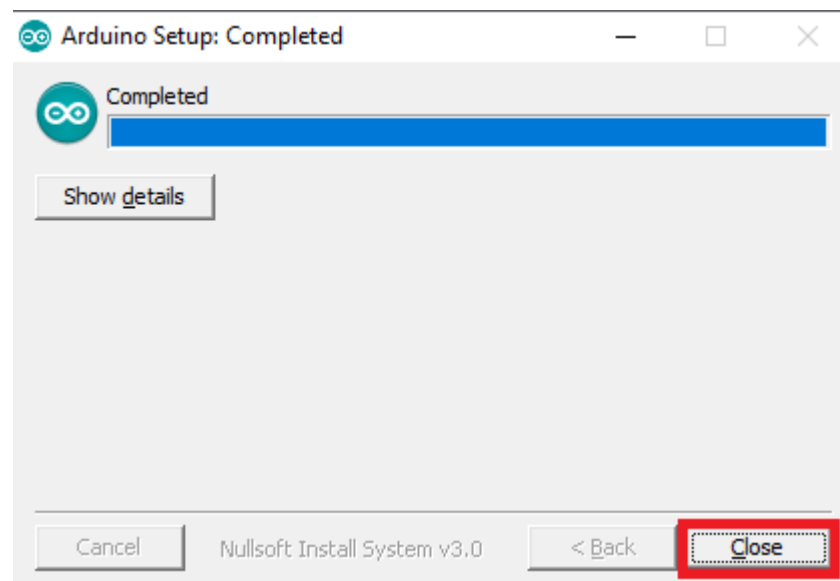 Arduino Setup: Completed
Completed
Show details
Cancel
Nullsoft Install System v3.0
< Back
Close